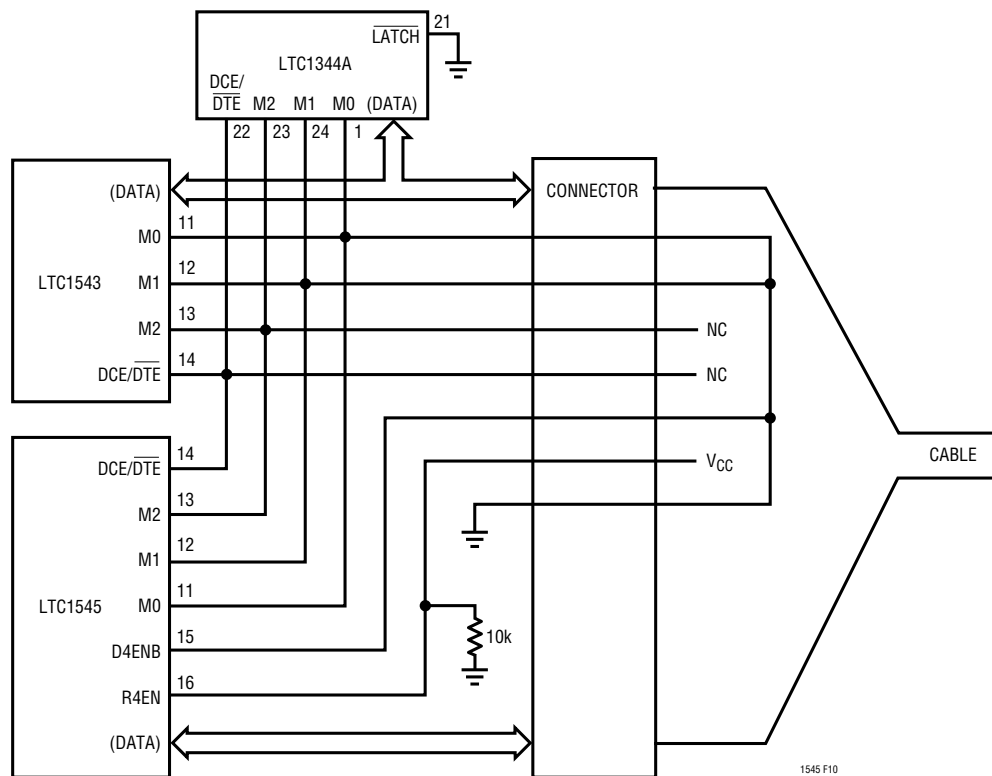 21
LATCH
LTC1344A
DCE/
DTE M2 M1 M0 (DATA)
22 23 24 1
(DATA)
CONNECTOR
11
M0
12
LTC1543
M1
13
M2
NC
14
DCE/DTE
NC
14
DCE/DTE
VCC
CABLE
13
M2
12
M1
11
LTC1545
M0
10k
15
D4ENB
16
R4EN
(DATA)
1545 F10